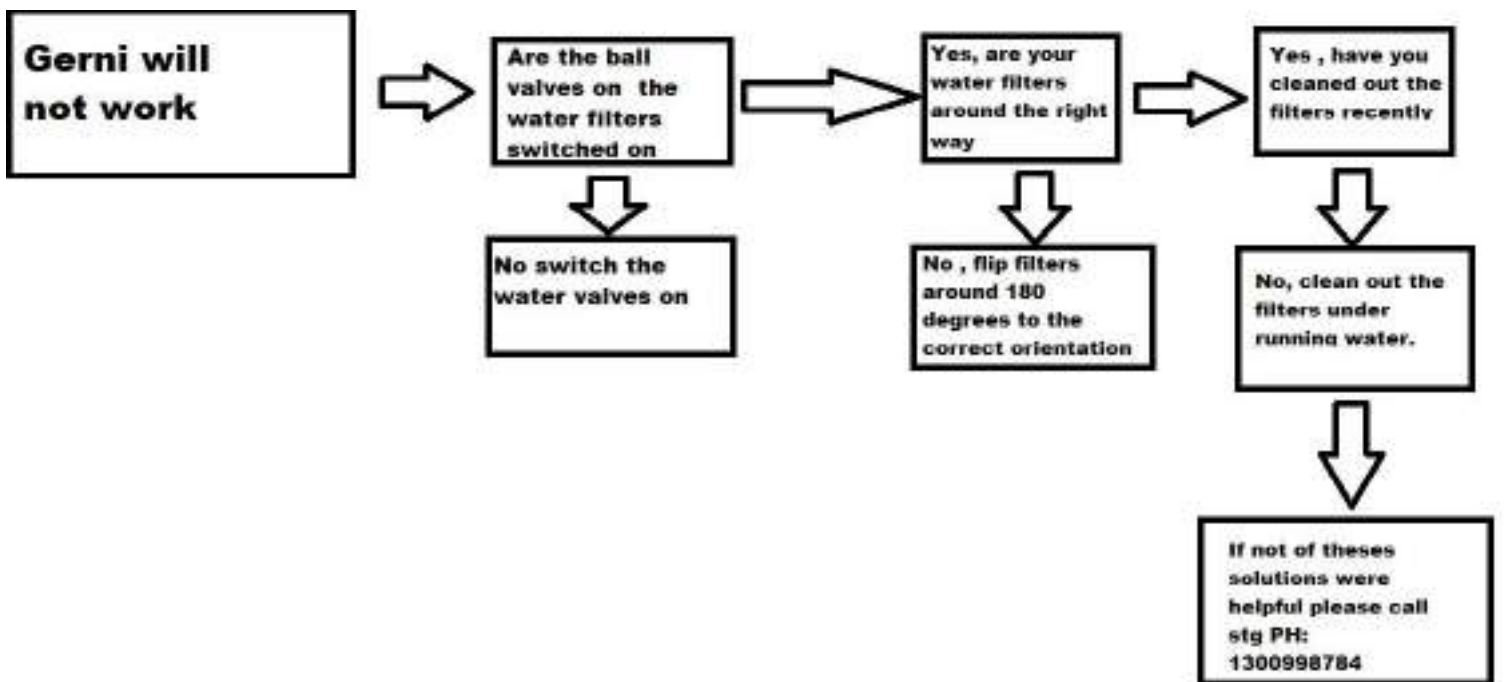 Gerni will
not work
Are the ball
valves on the
water filters
switched on
Yes, are your
water filters
around the right
way
Yes , have you
cleaned out the
filters recently
No switch the
water valves on
No , flip filters
around 180
degrees to the
correct orientation
No, clean out the
filters under
running water.
If not of theses
solutions were
helpful please call
stg PH:
1300998784